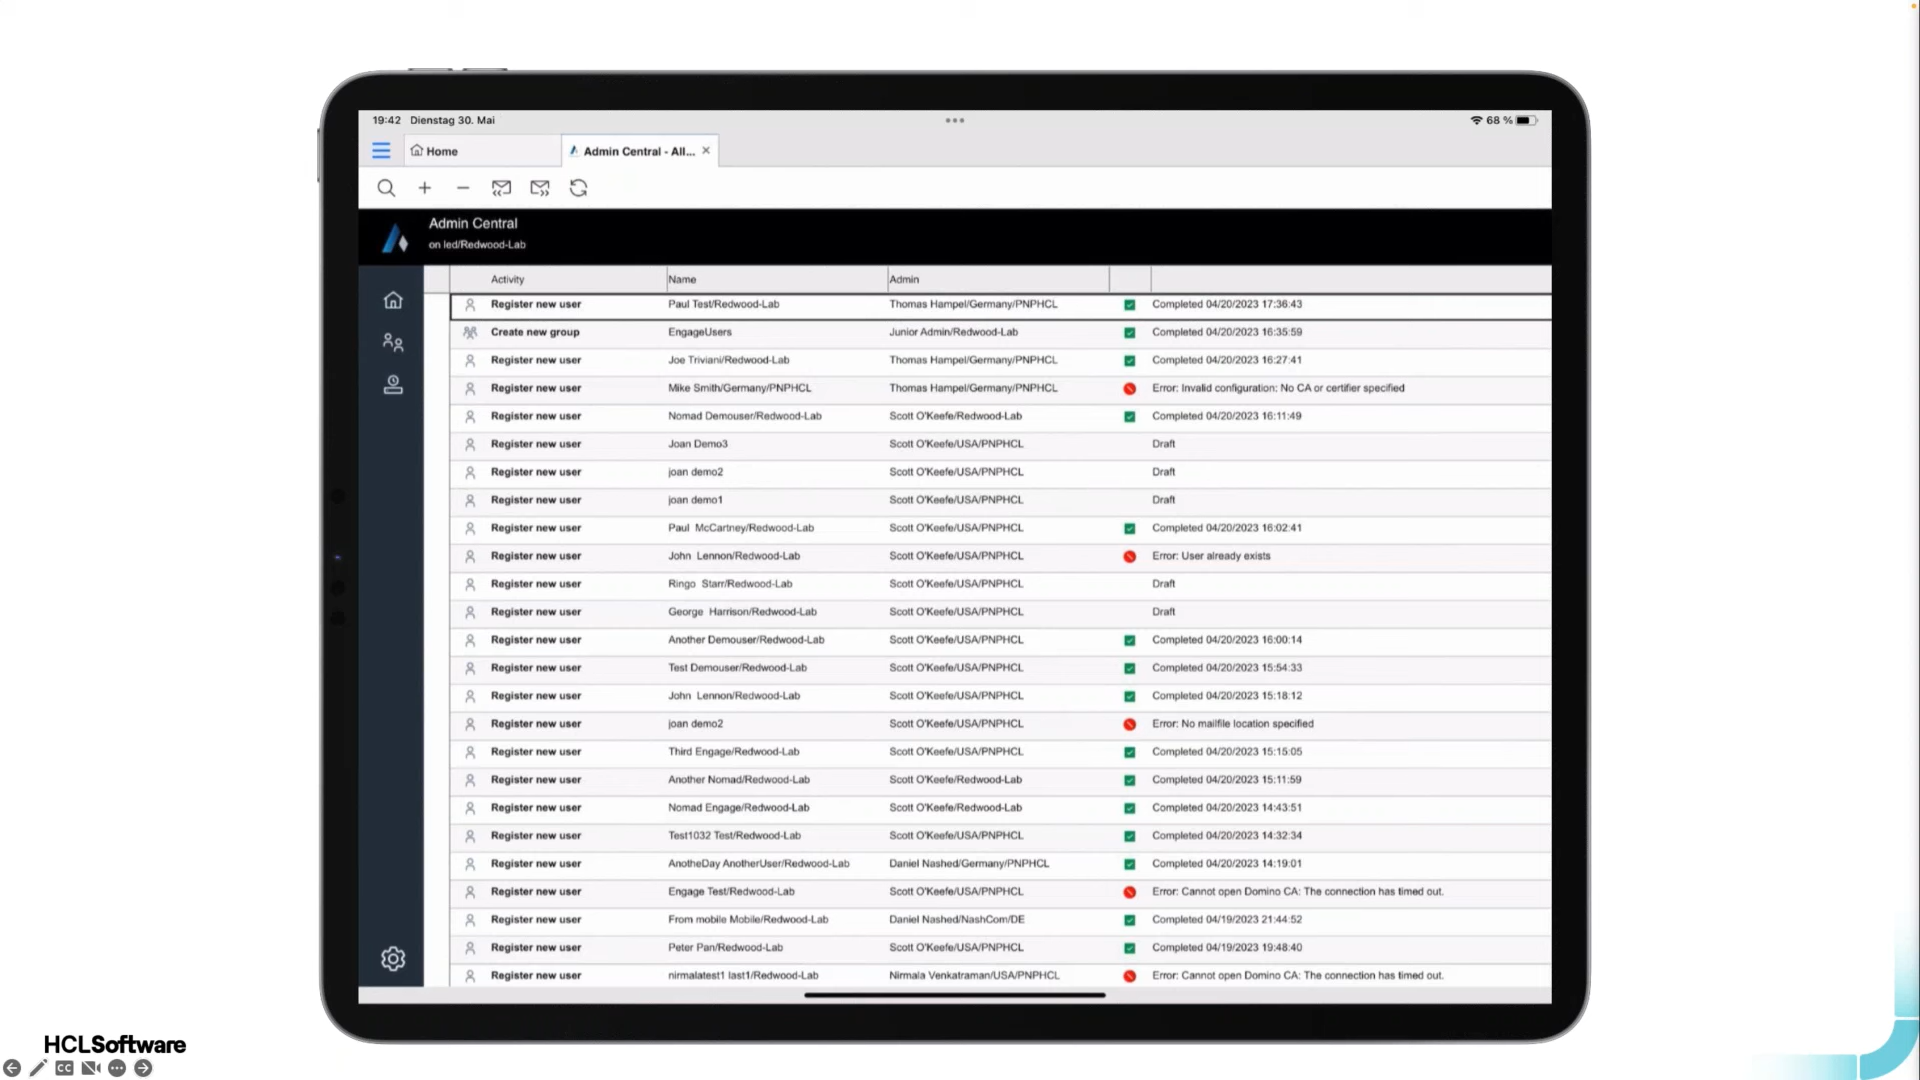 19:42 Dienstag 30. Mai
68 %
Home
Admin Central - All...
Admin Central
on led/Redwood-Lab
Activity Name Admin
Register new user Paul Test/Redwood-Lab Thomas Hampel/Germany/PNPHCL Completed 04/20/2023 17:36:43
Create new group EngageUsers Junior Admin/Redwood-Lab Completed 04/20/2023 16:35:59
Register new user Joe Triviani/Redwood-Lab Thomas Hampel/Germany/PNPHCL Completed 04/20/2023 16:27:41
Register new user Mike Smith/Germany/PNPHCL Thomas Hampel/Germany/PNPHCL Error: Invalid configuration: No CA or certifier specified
Register new user Nomad Demouser/Redwood-Lab Scott O'Keefe/Redwood-Lab Completed 04/20/2023 16:11:49
Register new user Joan Demo3 Scott O'Keefe/USA/PNPHCL Draft
Register new user joan demo2 Scott O'Keefe/USA/PNPHCL Draft
Register new user joan demo1 Scott O'Keefe/USA/PNPHCL Draft
Register new user Paul McCartney/Redwood-Lab Scott O'Keefe/USA/PNPHCL Completed 04/20/2023 16:02:41
Register new user John Lennon/Redwood-Lab Scott O'Keefe/USA/PNPHCL Error: User already exists
Register new user Ringo Starr/Redwood-Lab Scott O'Keefe/USA/PNPHCL Draft
Register new user George Harrison/Redwood-Lab Scott O'Keefe/USA/PNPHCL Draft
Register new user Another Demouser/Redwood-Lab Scott O'Keefe/USA/PNPHCL Completed 04/20/2023 16:00:14
Register new user Test Demouser/Redwood-Lab Scott O'Keefe/USA/PNPHCL Completed 04/20/2023 15:54:33
Register new user John Lennon/Redwood-Lab Scott O'Keefe/USA/PNPHCL Completed 04/20/2023 15:18:12
Register new user joan demo2 Scott O'Keefe/USA/PNPHCL Error: No mailfile location specified
Register new user Third Engage/Redwood-Lab Scott O'Keefe/USA/PNPHCL Completed 04/20/2023 15:15:05
Register new user Another Nomad/Redwood-Lab Scott O'Keefe/Redwood-Lab Completed 04/20/2023 15:11:59
Register new user Nomad Engage/Redwood-Lab Scott O'Keefe/Redwood-Lab Completed 04/20/2023 14:43:51
Register new user Test1032 Test/Redwood-Lab Scott O'Keefe/USA/PNPHCL Completed 04/20/2023 14:32:34
Register new user AnotheDay AnotherUser/Redwood-Lab Daniel Nashed/Germany/PNPHCL Completed 04/20/2023 14:19:01
Register new user Engage Test/Redwood-Lab Scott O'Keefe/USA/PNPHCL Error: Cannot open Domino CA: The connection has timed out.
Register new user From mobile Mobile/Redwood-Lab Daniel Nashed/NashCom/DE Completed 04/19/2023 21:44:52
Register new user Peter Pan/Redwood-Lab Scott O'Keefe/USA/PNPHCL Completed 04/19/2023 19:48:40
Register new user nirmalatest1 last1/Redwood-Lab Nirmala Venkatraman/USA/PNPHCL Error: Cannot open Domino CA: The connection has timed out.
HCLSoftware
CC